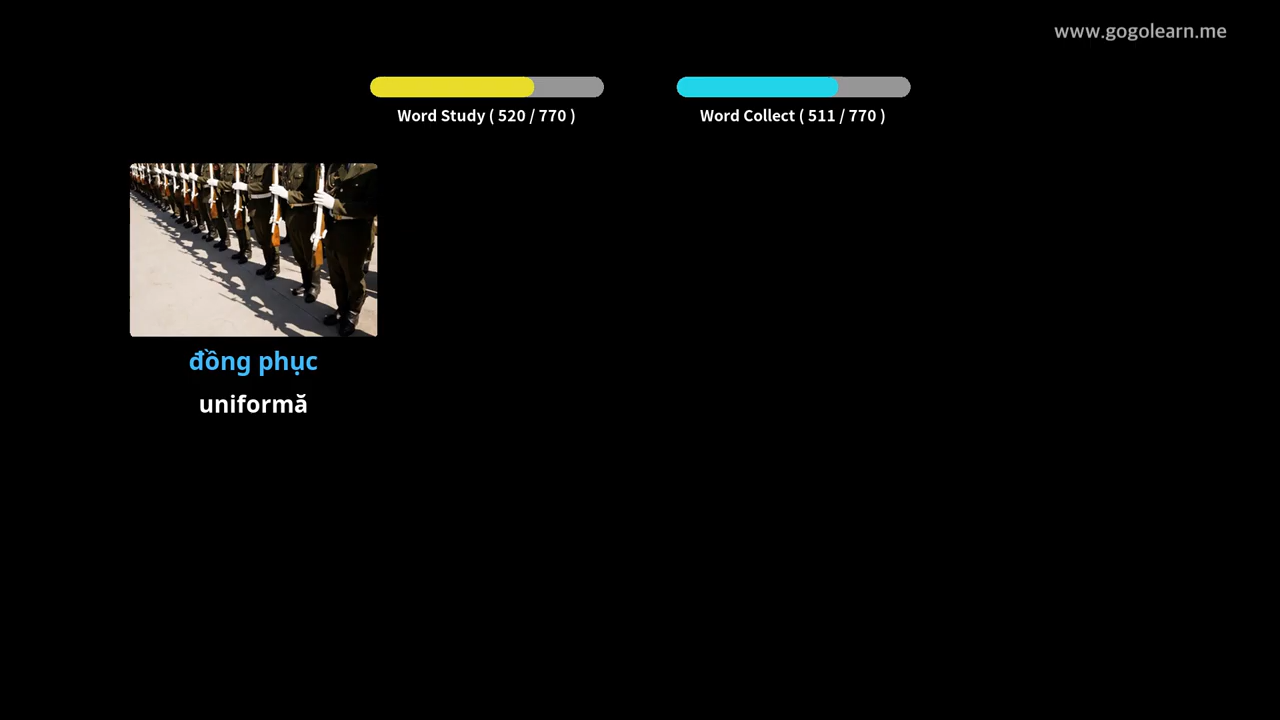 www.gogolearn.me
Word Study ( 520 / 770 )
Word Collect ( 511 / 770 )
đồng phục
uniformă